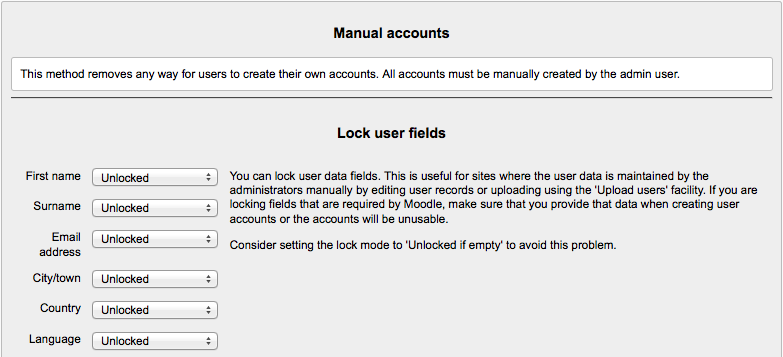 Manual accounts
This method removes any way for users to create their own accounts. All accounts must be manually created by the admin user.
Lock user fields
First name
Unlocked
You can lock user data fields. This is useful for sites where the user data is maintained by the
administrators manually by editing user records or uploading using the 'Upload users' facility. If you are
locking fields that are required by Moodle, make sure that you provide that data when creating user
accounts or the accounts will be unusable.
Consider setting the lock mode to 'Unlocked if empty' to avoid this problem.
Surname
Unlocked
Email
address
Unlocked
City/town
Unlocked
Country
Unlocked
Language
Unlocked